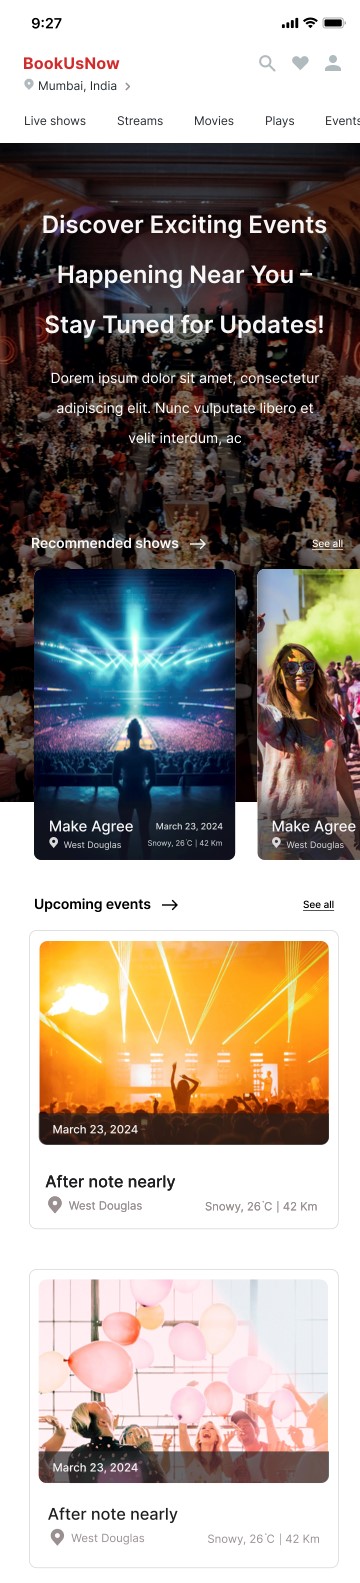 9:27
BookUsNow
Mumbai, India
Live shows Streams Movies Plays Events
Discover Exciting Events
Happening Near You –
Stay Tuned for Updates!
Dorem ipsum dolor sit amet, consectetur
adipiscing elit. Nunc vulputate libero et
velit interdum, ac
Recommended shows See all
Make Agree March 23, 2024
West Douglas Snowy, 26°C | 42 Km
Make Agree
West Douglas
Upcoming events See all
March 23, 2024
After note nearly
West Douglas Snowy, 26°C | 42 Km
March 23, 2024
After note nearly
West Douglas Snowy, 26°C | 42 Km